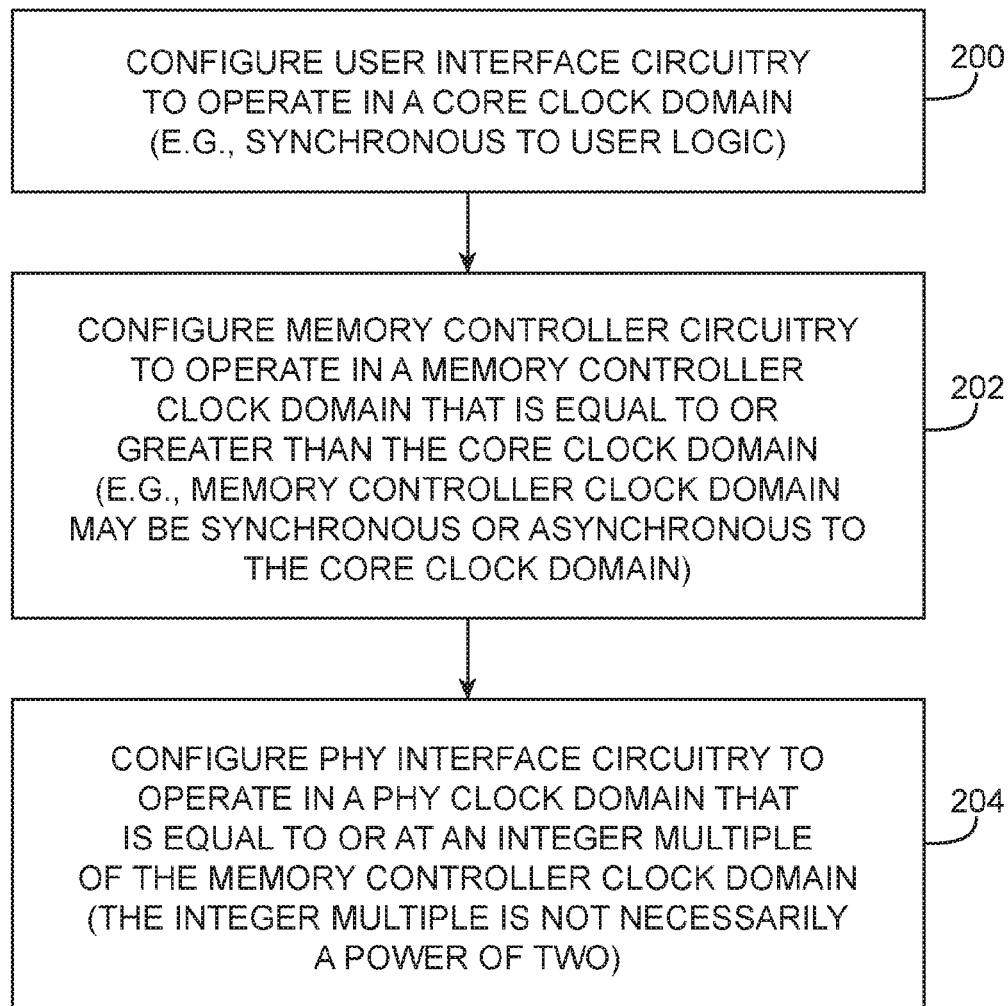 CONFIGURE USER INTERFACE CIRCUITRY
TO OPERATE IN A CORE CLOCK DOMAIN
(E.G., SYNCHRONOUS TO USER LOGIC)
200
CONFIGURE MEMORY CONTROLLER CIRCUITRY
TO OPERATE IN A MEMORY CONTROLLER
CLOCK DOMAIN THAT IS EQUAL TO OR
GREATER THAN THE CORE CLOCK DOMAIN
(E.G., MEMORY CONTROLLER CLOCK DOMAIN
MAY BE SYNCHRONOUS OR ASYNCHRONOUS TO
THE CORE CLOCK DOMAIN)
202
CONFIGURE PHY INTERFACE CIRCUITRY TO
OPERATE IN A PHY CLOCK DOMAIN THAT
IS EQUAL TO OR AT AN INTEGER MULTIPLE
OF THE MEMORY CONTROLLER CLOCK DOMAIN
(THE INTEGER MULTIPLE IS NOT NECESSARILY
A POWER OF TWO)
204